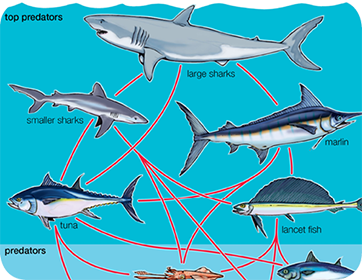 top predators
large sharks
smaller sharks
marlin
tuna
lancet fish
predators